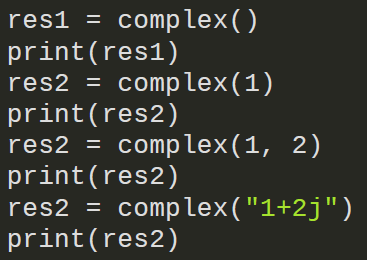 res1 = complex()
print(res1)
res2 = complex(1)
print(res2)
res2 = complex(1, 2)
print(res2)
res2 = complex("1+2j")
print(res2)